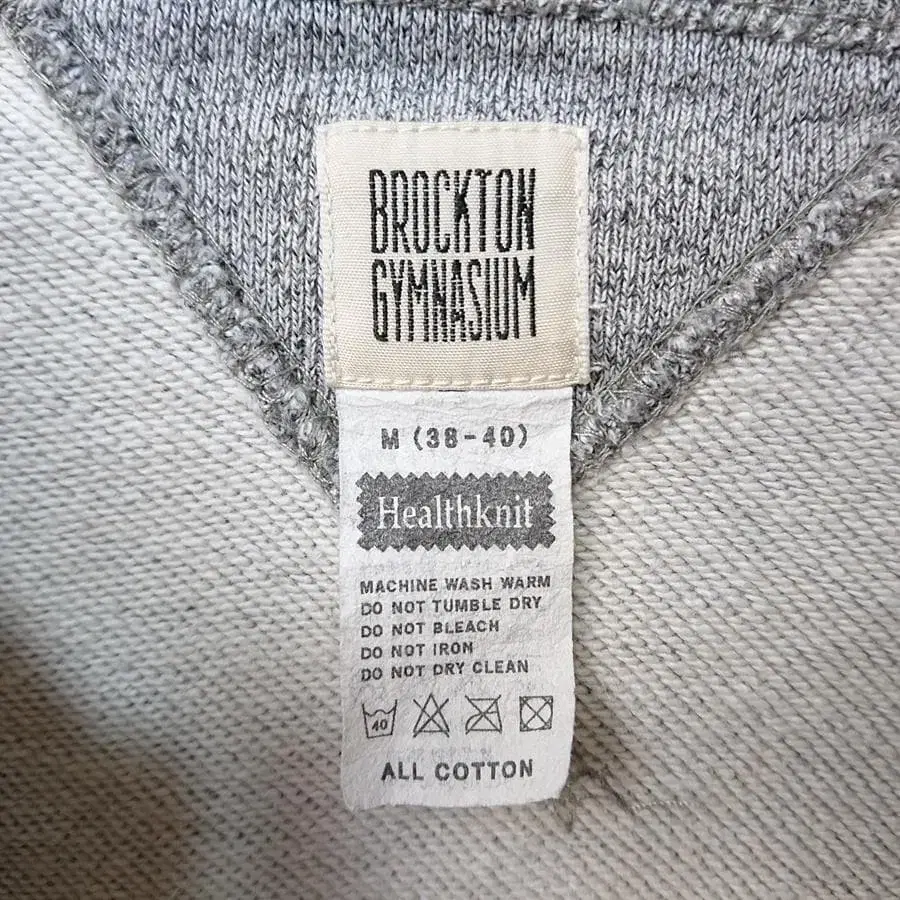 BROCKTON
GYMNASIUM
M (38-40)
Healthknit
MACHINE WASH WARM
DO NOT TUMBLE DRY
DO NOT BLEACH
DO NOT IRON
DO NOT DRY CLEAN
40
ALL COTTON